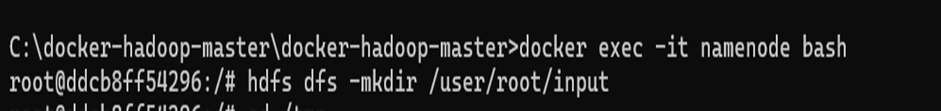 C:\docker-hadoop-master\docker-hadoop-master>docker exec -it namenode bash
root@ddcb8ff54296:/# hdfs dfs -mkdir /user/root/input